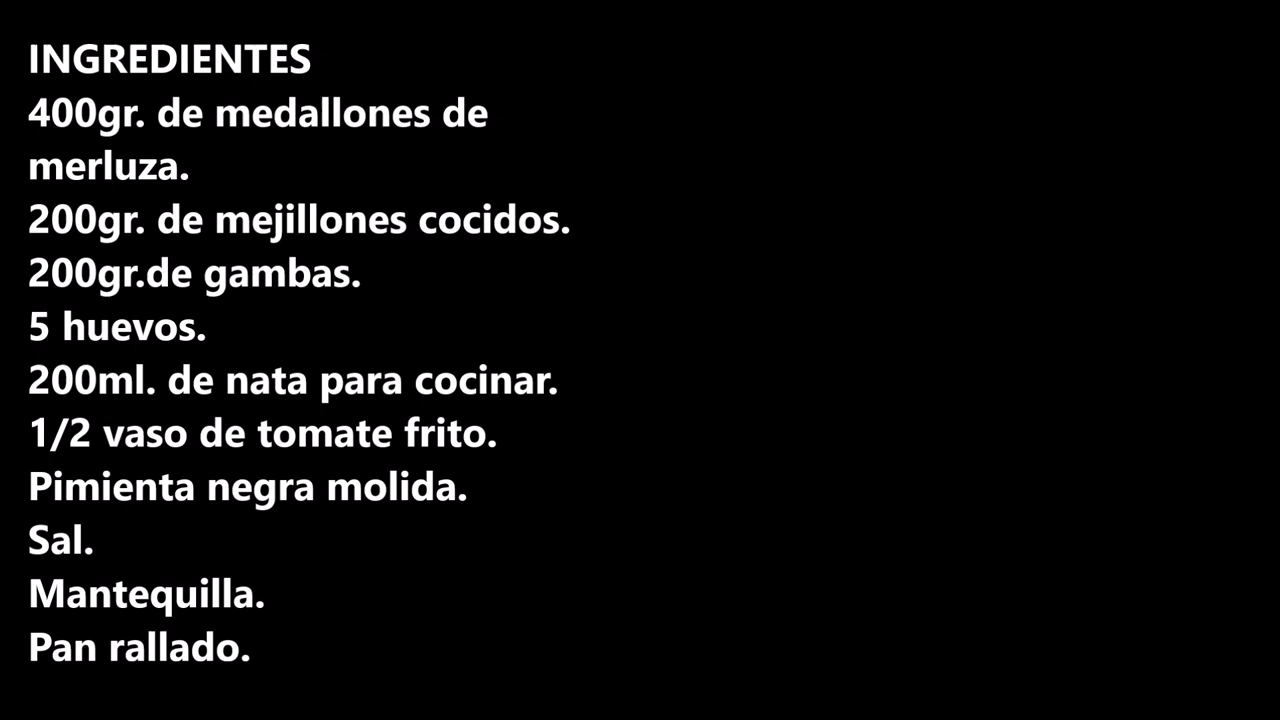 INGREDIENTES
400gr. de medallones de
merluza.
200gr. de mejillones cocidos.
200gr.de gambas.
5 huevos.
200ml. de nata para cocinar.
1/2 vaso de tomate frito.
Pimienta negra molida.
Sal.
Mantequilla.
Pan rallado.